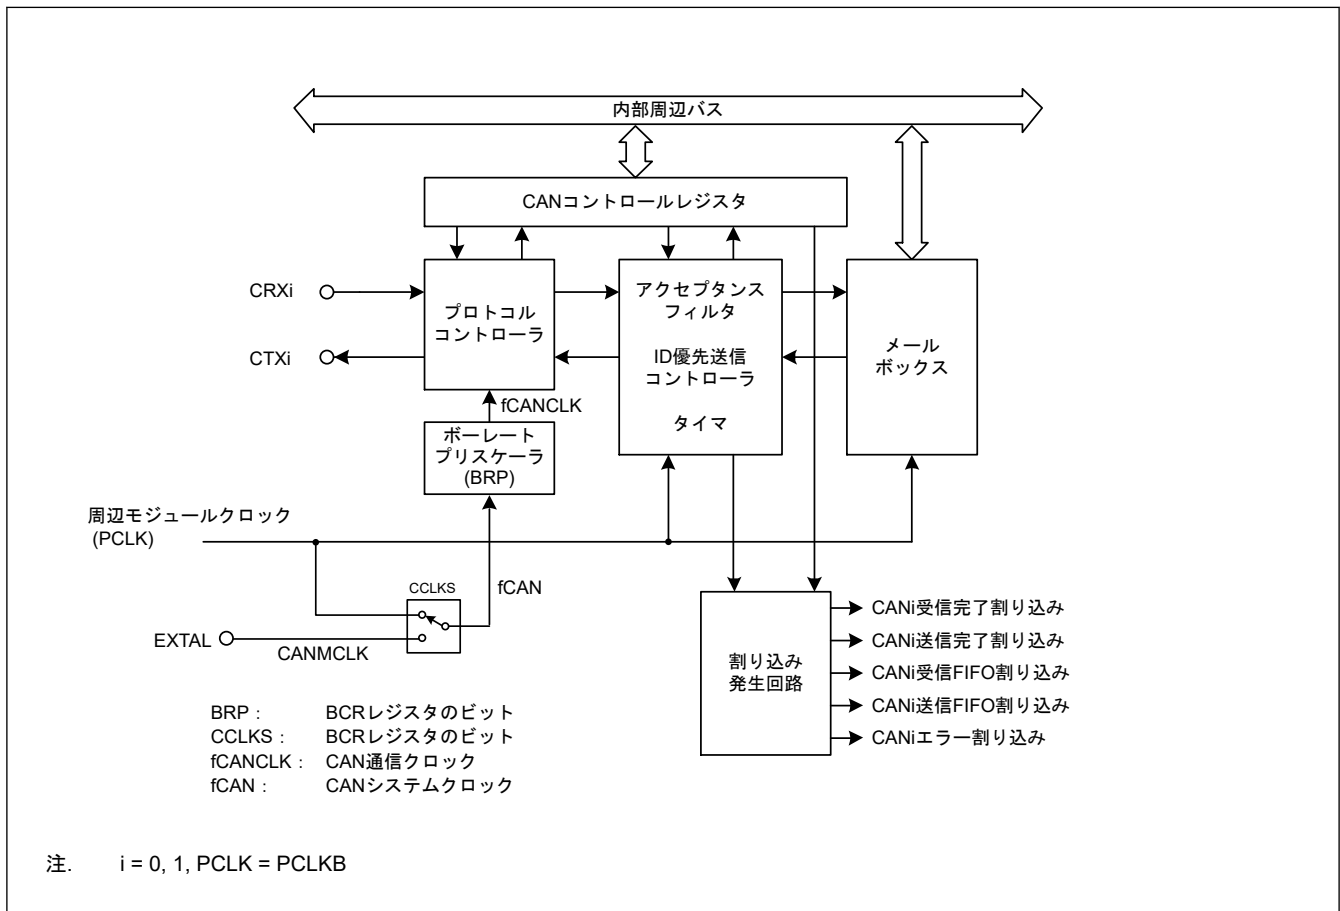 内部周辺バス
CANコントロールレジスタ
CRXi
CTXi
プロトコル
コントローラ
アクセプタンス
フィルタ
ID優先送信
コントローラ
タイマ
メール
ボックス
fCANCLK
ボーレート
プリスケーラ
(BRP)
周辺モジュールクロック
(PCLK)
CCLKS
fCAN
EXTAL
CANMCLK
割り込み
発生回路
CANi受信完了割り込み
CANi送信完了割り込み
CANi受信FIFO割り込み
CANi送信FIFO割り込み
CANiエラー割り込み
BRP : BCRレジスタのビット
CCLKS : BCRレジスタのビット
fCANCLK : CAN通信クロック
fCAN : CANシステムクロック
注. i = 0, 1, PCLK = PCLKB